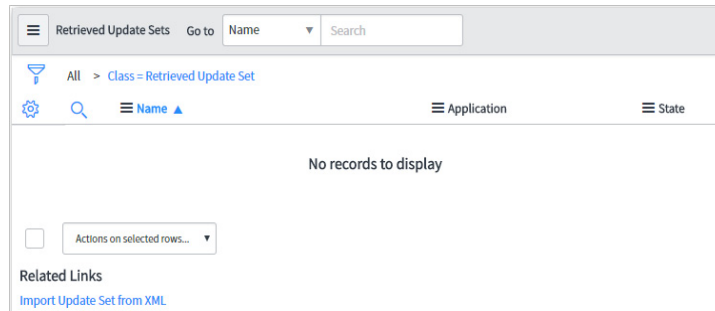 Retrieved Update Sets Go to Name Search
All > Class = Retrieved Update Set
Name Application State
No records to display
Actions on selected rows...
Related Links
Import Update Set from XML